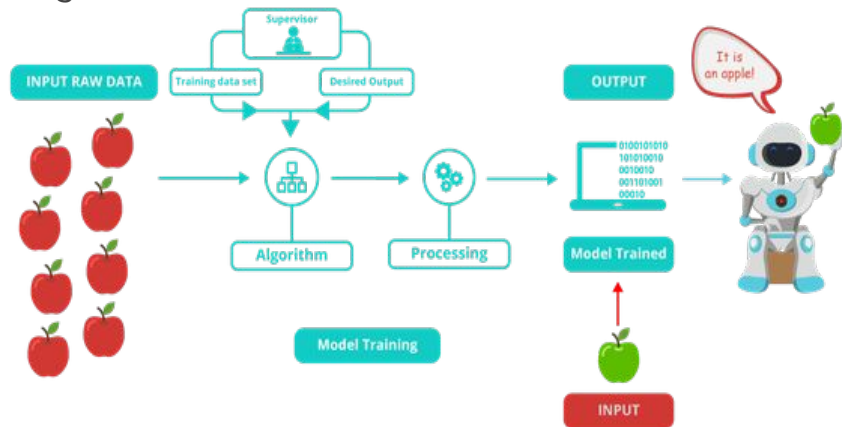 Supervisor
INPUT RAW DATA
Training data set
Desired Output
OUTPUT
It is
an apple!
0100101010
101010010
0010010
001101001
00010
Algorithm
Processing
Model Trained
Model Training
INPUT